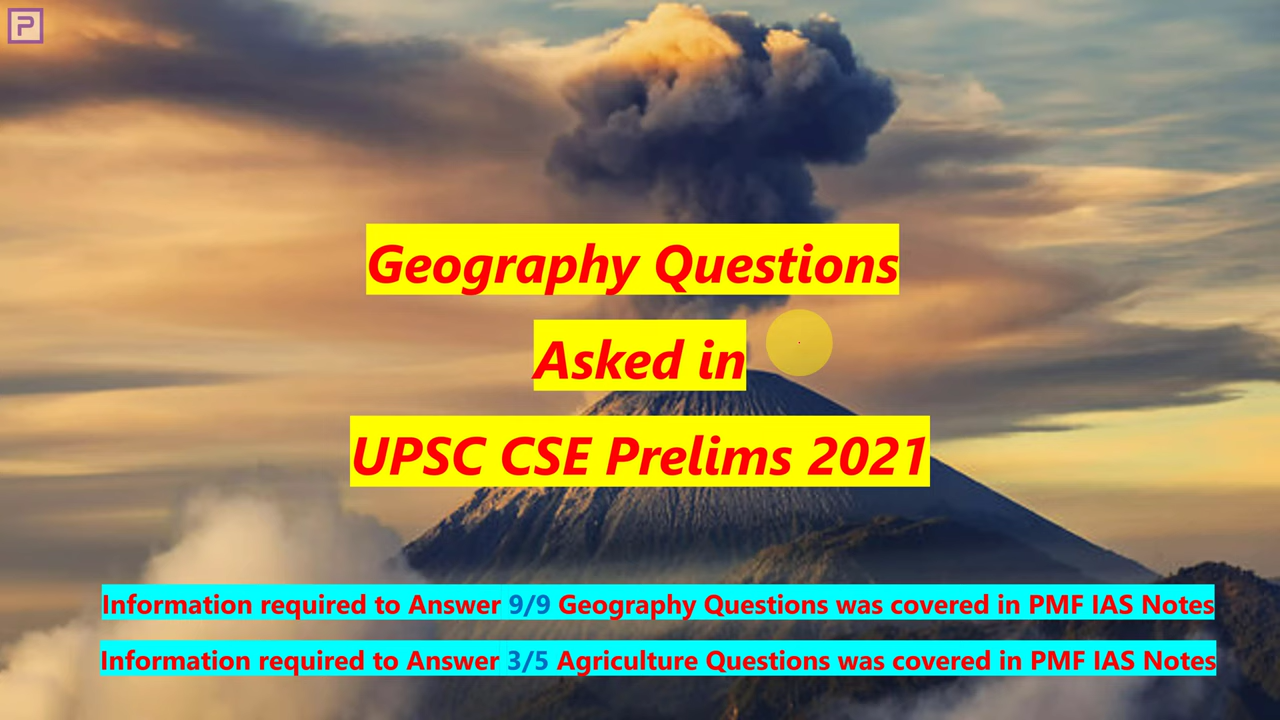 P
Geography Questions
Asked in
UPSC CSE Prelims 2021
Information required to Answer 9/9 Geography Questions was covered in PMF IAS Notes
Information required to Answer 3/5 Agriculture Questions was covered in PMF IAS Notes